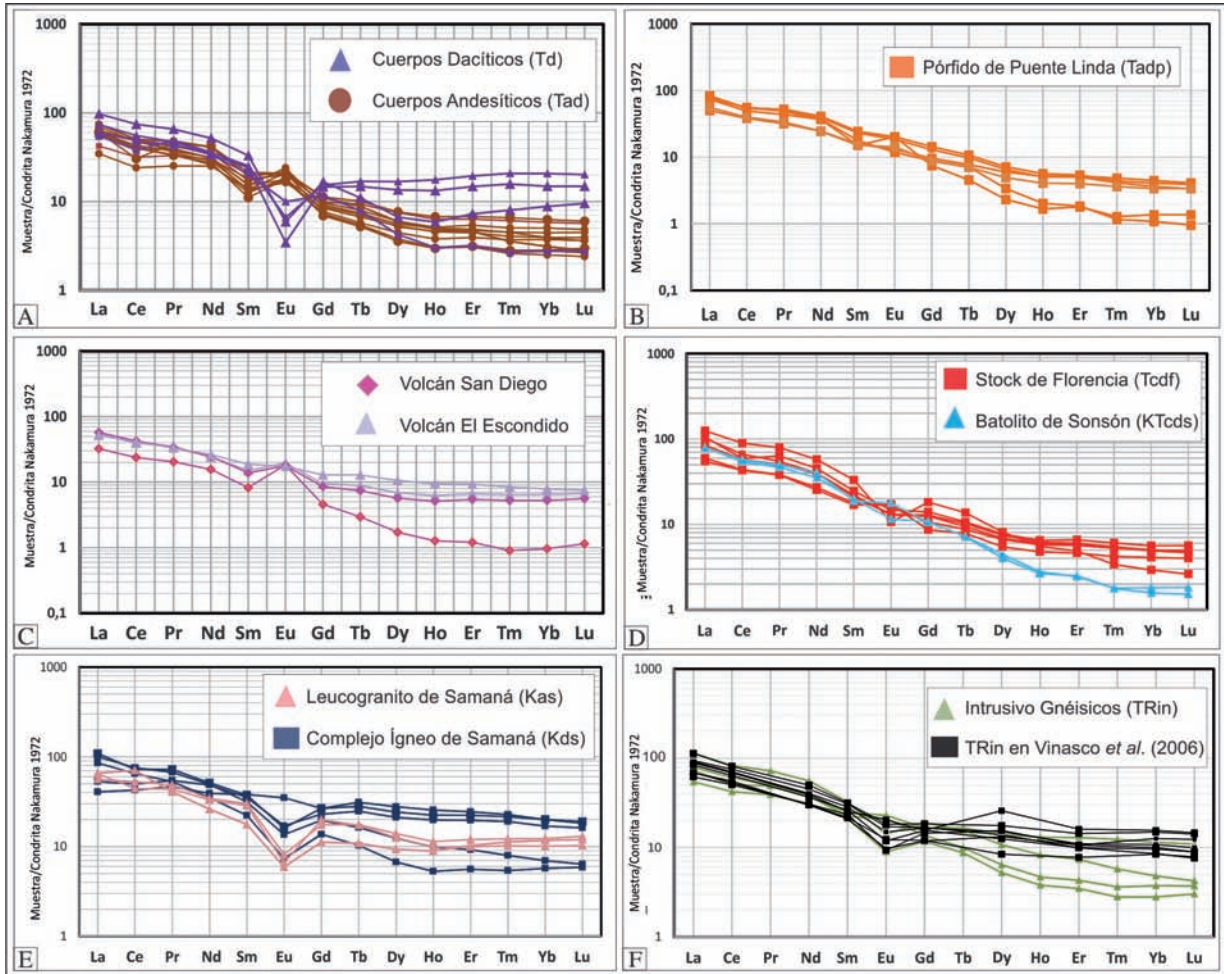 1000
100
10
1
Muestra/Condrita Nakamura 1972
Cuerpos Dacíticos (Td)
Cuerpos Andesíticos (Tad)
La Ce Pr Nd Sm Eu Gd Tb Dy Ho Er Tm Yb Lu
A
1000
100
10
1
0,1
Muestra/Condrita Nakamura 1972
Pórfido de Puente Linda (Tadp)
La Ce Pr Nd Sm Eu Gd Tb Dy Ho Er Tm Yb Lu
B
1000
100
10
1
0,1
Muestra/Condrita Nakamura 1972
Volcán San Diego
Volcán El Escondido
La Ce Pr Nd Sm Eu Gd Tb Dy Ho Er Tm Yb Lu
C
1000
100
10
1
Muestra/Condrita Nakamura 1972
Stock de Florencia (Tcdf)
Batolito de Sonsón (KTcds)
La Ce Pr Nd Sm Eu Gd Tb Dy Ho Er Tm Yb Lu
D
1000
100
10
1
Muestra/Condrita Nakamura 1972
Leucogranito de Samaná (Kas)
Complejo Ígneo de Samaná (Kds)
La Ce Pr Nd Sm Eu Gd Tb Dy Ho Er Tm Yb Lu
E
1000
100
10
1
Muestra/Condrita Nakamura 1972
Intrusivo Gnéisicos (TRin)
TRin en Vinasco et al. (2006)
La Ce Pr Nd Sm Eu Gd Tb Dy Ho Er Tm Yb Lu
F